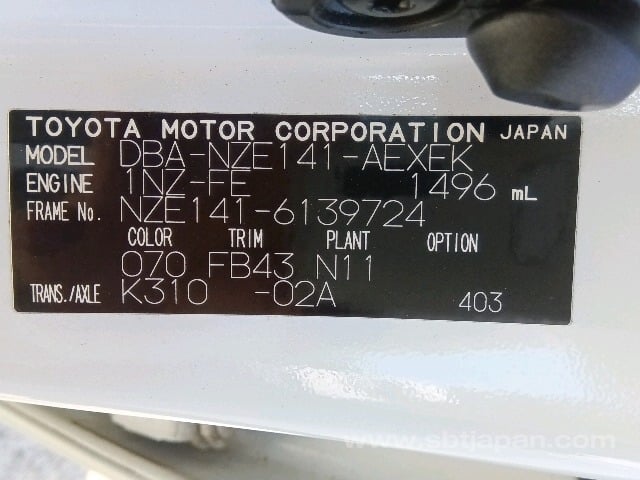 TOYOTA MOTOR CORPORATION JAPAN
MODEL DBA-NZE141-AEXEK
ENGINE 1NZ-FE 1496 mL
FRAME No. NZE141-6139724
COLOR TRIM PLANT OPTION
070 FB43 N11
TRANS./AXLE K310 -02A 403
www.sbtjapan.com